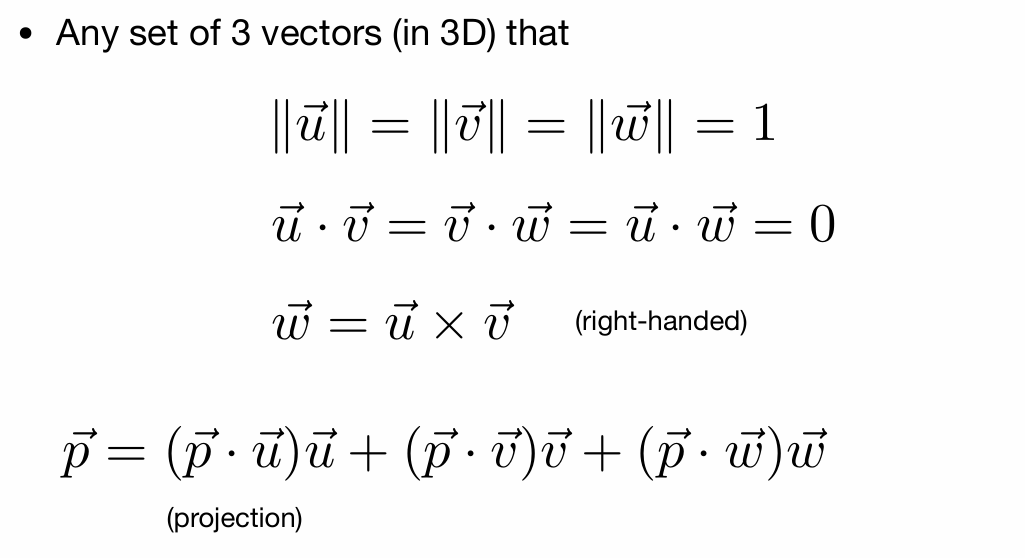 • Any set of 3 vectors (in 3D) that
‖u⃗‖ = ‖v⃗‖ = ‖w⃗‖ = 1
u⃗ · v⃗ = v⃗ · w⃗ = u⃗ · w⃗ = 0
w⃗ = u⃗ × v⃗ (right-handed)
p⃗ = (p⃗ · u⃗)u⃗ + (p⃗ · v⃗)v⃗ + (p⃗ · w⃗)w⃗
(projection)